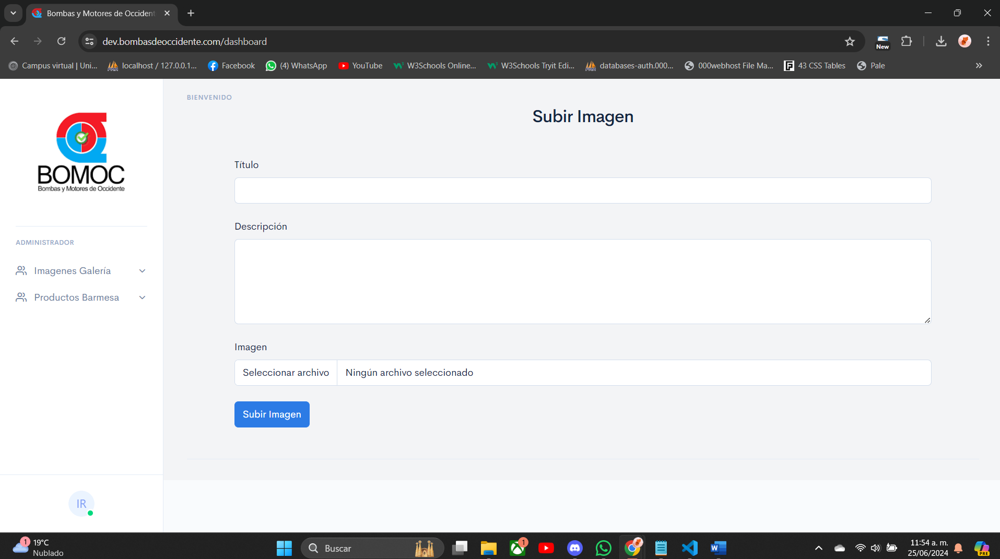 Bombas y Motores de Occident
dev.bombasdeoccidente.com/dashboard
New
Campus virtual | Uni...
localhost / 127.0.0.1...
Facebook
(4) WhatsApp
YouTube
W3Schools Online...
W3Schools Tryit Edi...
databases-auth.000...
000webhost File Ma...
43 CSS Tables
Pale
BOMOC
Bombas y Motores de Occidente
ADMINISTRADOR
Imagenes Galería
Productos Barmesa
IR
BIENVENIDO
Subir Imagen
Título
Descripción
Imagen
Seleccionar archivo
Ningún archivo seleccionado
Subir Imagen
1
19°C
Nublado
Buscar
1
11:54 a. m.
25/06/2024
PRE